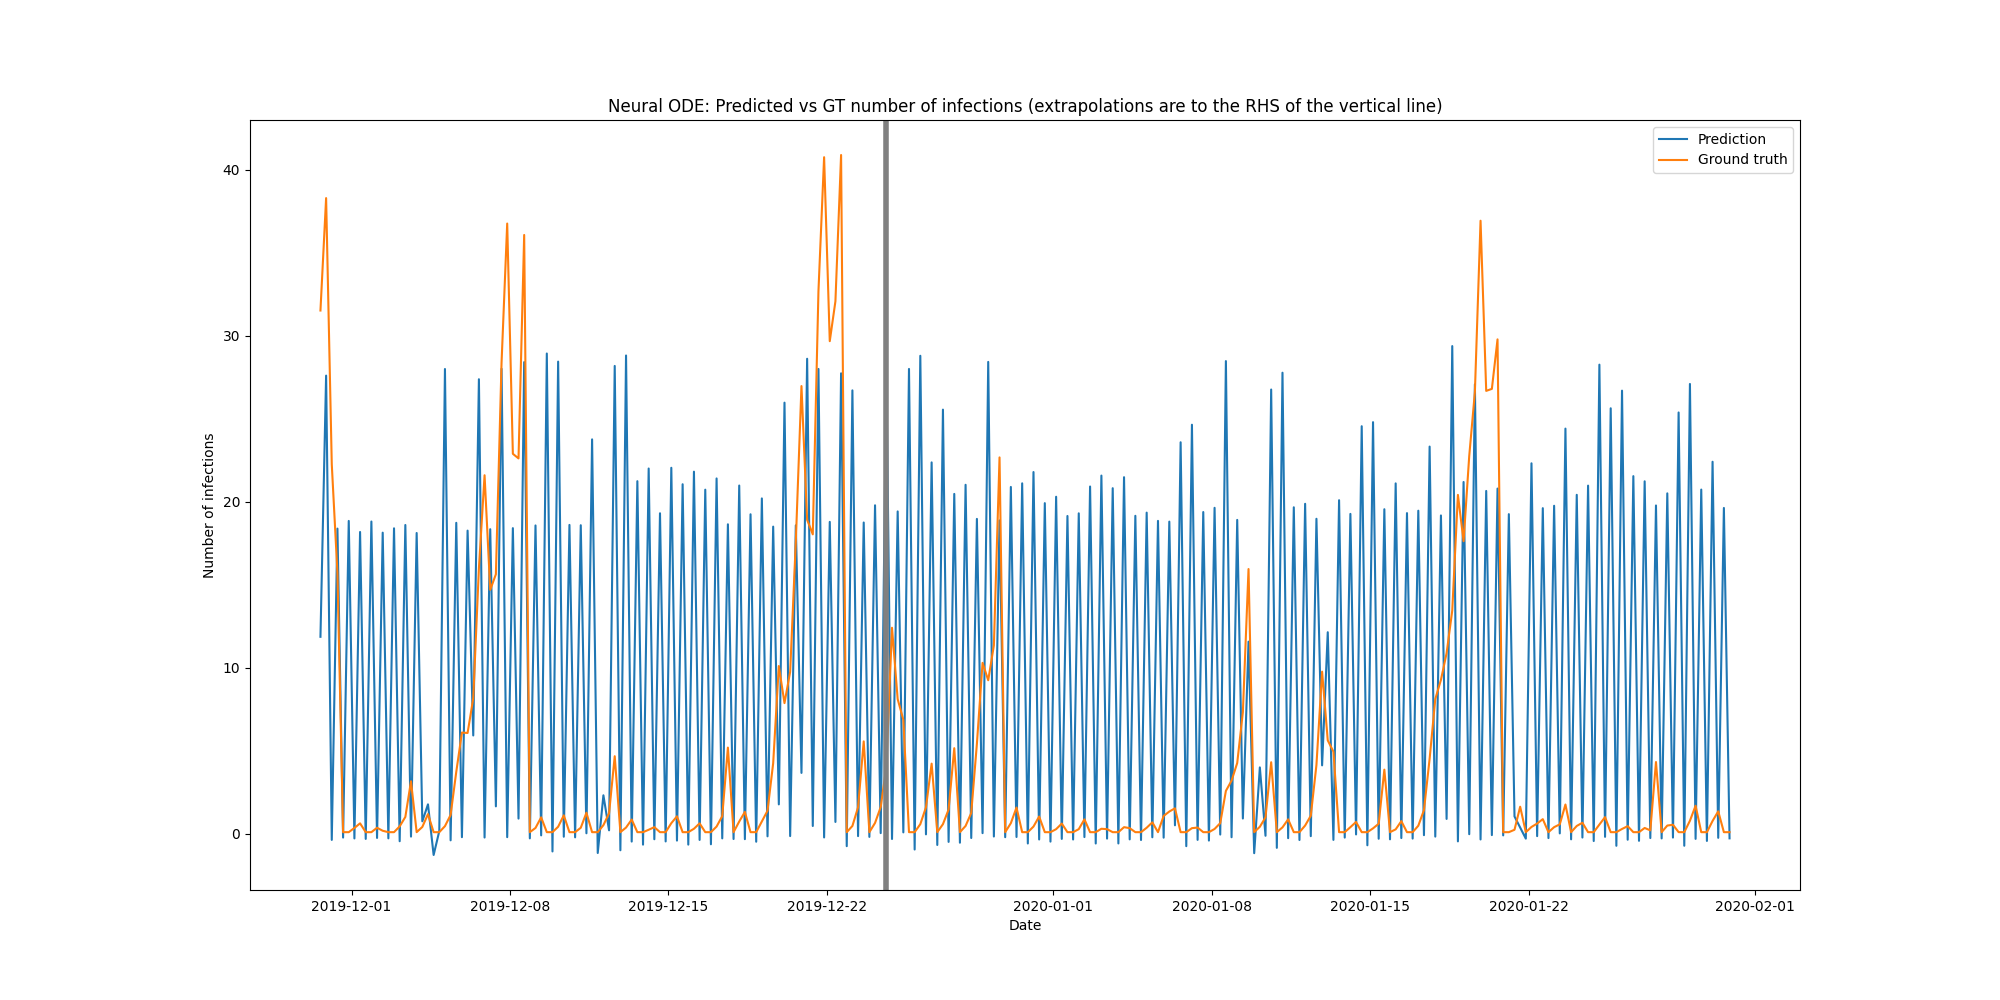 Neural ODE: Predicted vs GT number of infections (extrapolations are to the RHS of the vertical line)
Prediction
Ground truth
Number of infections
40
30
20
10
0
2019-12-01 2019-12-08 2019-12-15 2019-12-22 2020-01-01 2020-01-08 2020-01-15 2020-01-22 2020-02-01
Date